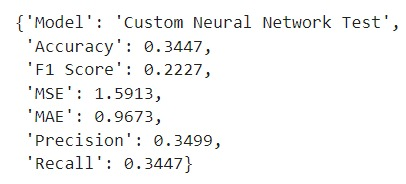 {'Model': 'Custom Neural Network Test',
'Accuracy': 0.3447,
'F1 Score': 0.2227,
'MSE': 1.5913,
'MAE': 0.9673,
'Precision': 0.3499,
'Recall': 0.3447}